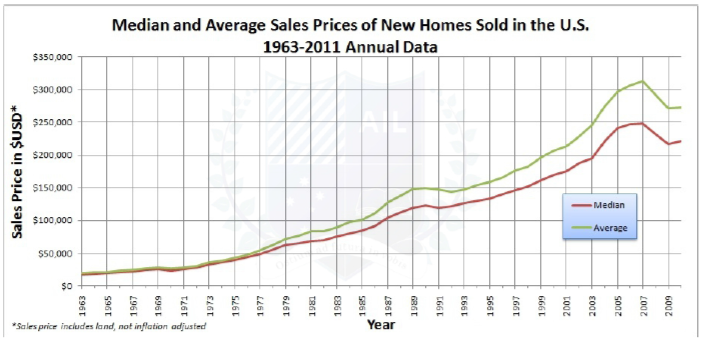 Median and Average Sales Prices of New Homes Sold in the U.S.
1963-2011 Annual Data
Sales Price in $USD*
$350,000
$300,000
$250,000
$200,000
$150,000
$100,000
$50,000
$0
Median
Average
1963 1965 1967 1969 1971 1973 1975 1977 1979 1981 1983 1985 1987 1989 1991 1993 1995 1997 1999 2001 2003 2005 2007 2009
*Sales price includes land, not inflation adjusted
Year